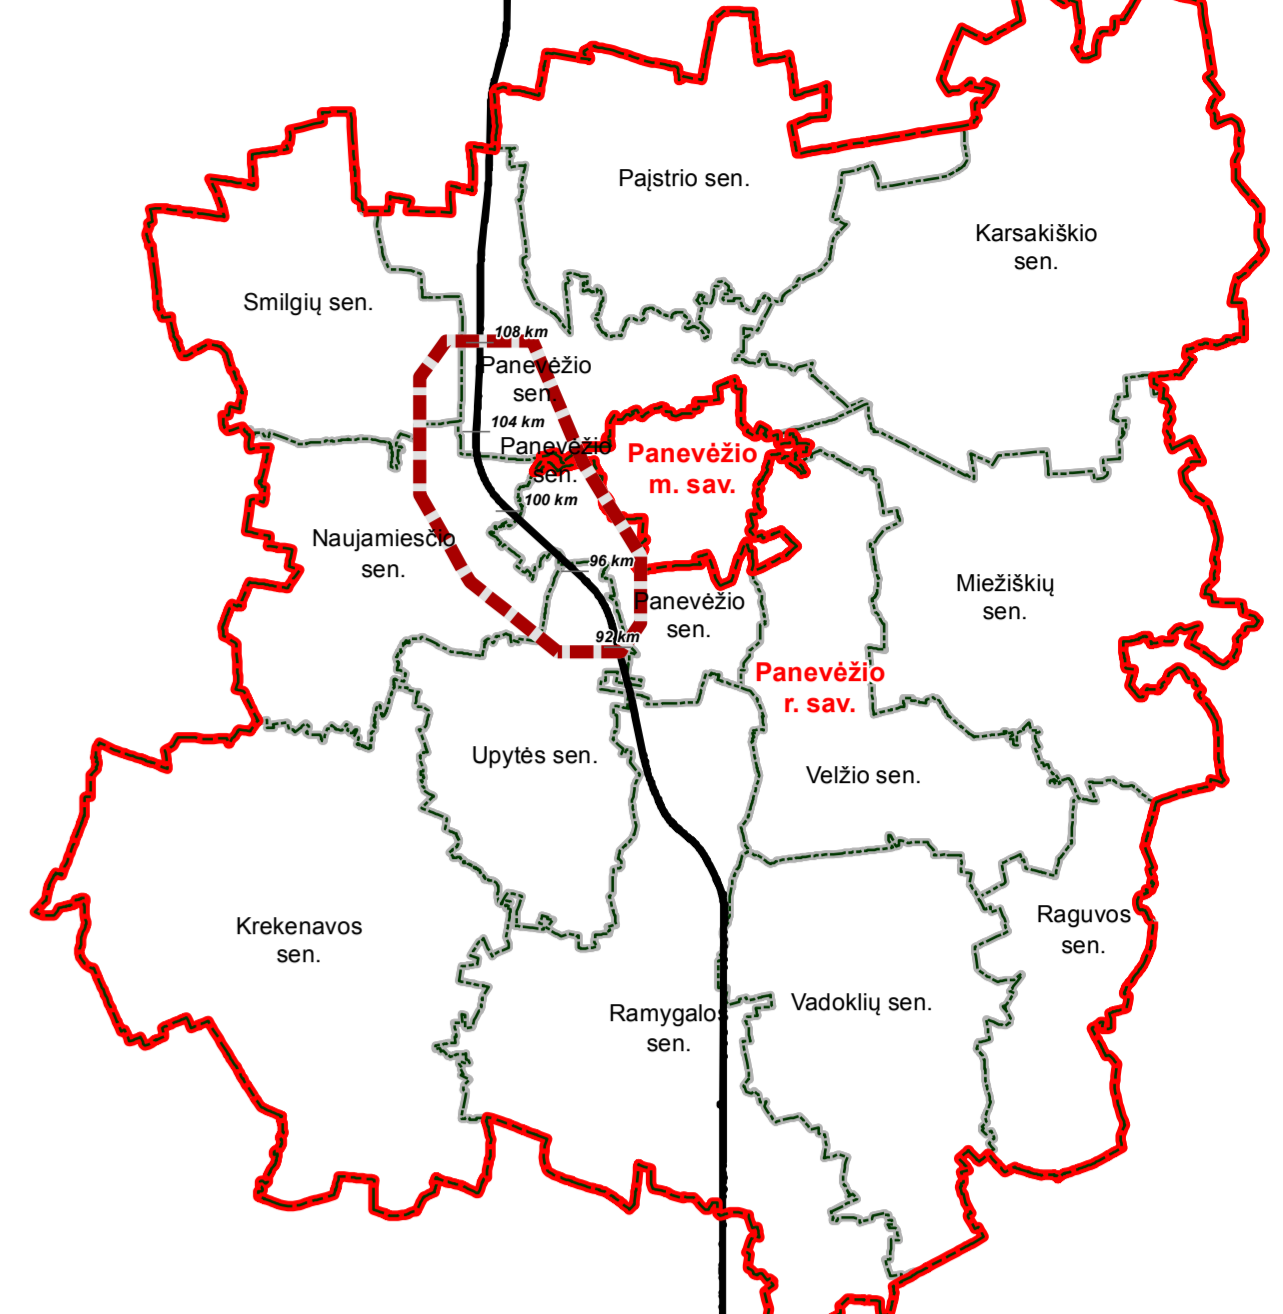 Paįstrio sen.
Karsakiškio
sen.
Smilgių sen.
108 km
Panevėžio
sen.
104 km
Panevėžio
sen.
Panevėžio
m. sav.
100 km
Naujamiesčio
sen.
96 km
Miežiškių
sen.
Panevėžio
sen.
92 km
Panevėžio
r. sav.
Upytės sen.
Velžio sen.
Raguvos
sen.
Krekenavos
sen.
Vadoklių sen.
Ramygalos
sen.